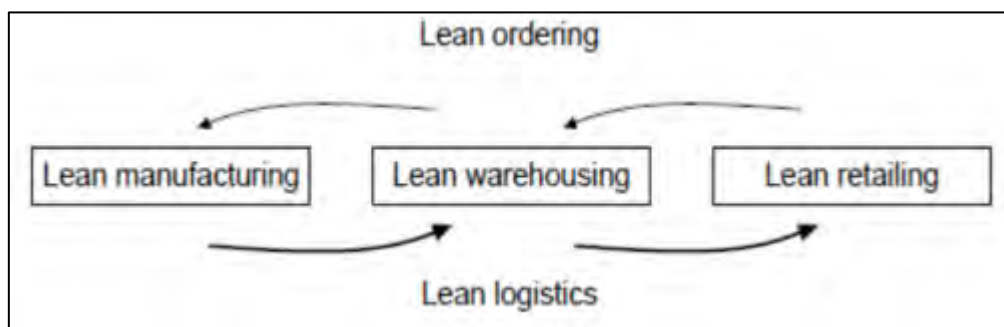 Lean ordering
Lean manufacturing
Lean warehousing
Lean retailing
Lean logistics